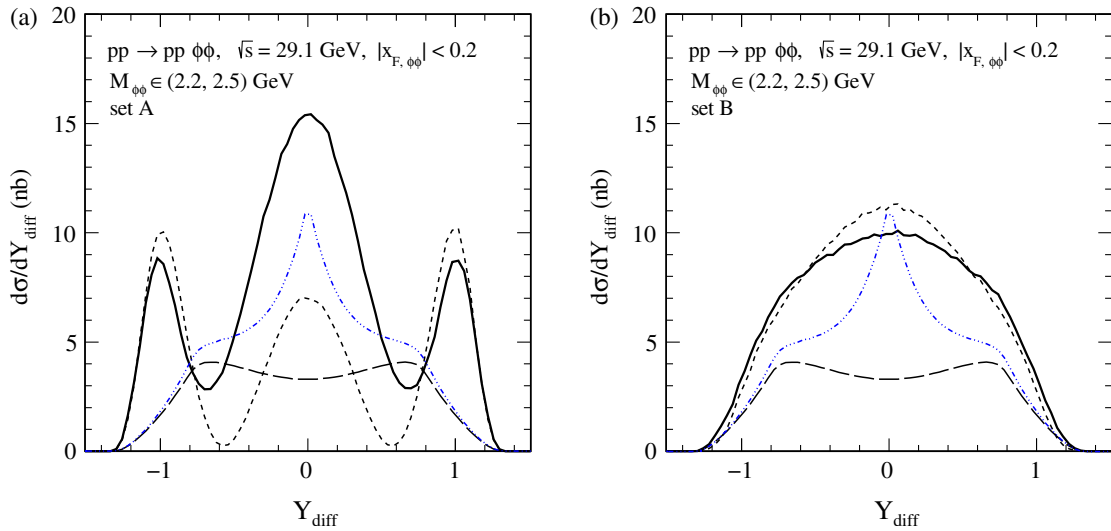 (a)
20
15
10
5
0
dσ/dY_diff (nb)
pp → pp ϕϕ, √s = 29.1 GeV, |x_F, ϕϕ| < 0.2
M_ϕϕ ∈ (2.2, 2.5) GeV
set A
−1 0 1
Y_diff
(b)
20
15
10
5
0
dσ/dY_diff (nb)
pp → pp ϕϕ, √s = 29.1 GeV, |x_F, ϕϕ| < 0.2
M_ϕϕ ∈ (2.2, 2.5) GeV
set B
−1 0 1
Y_diff